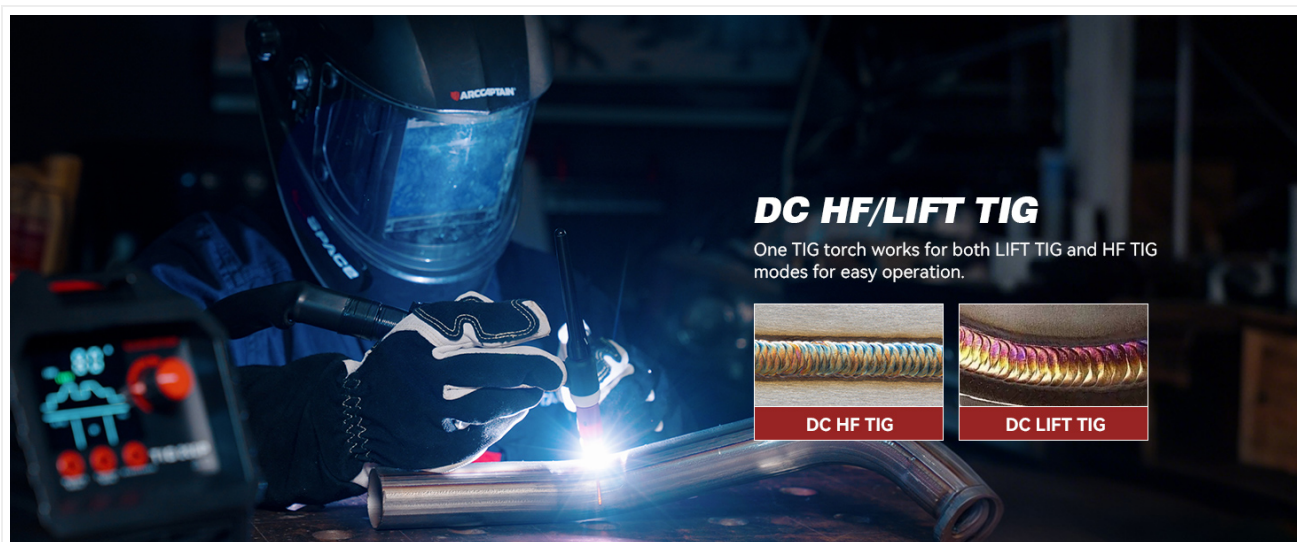 ARCCAPTAIN
SPACE
DC HF/LIFT TIG
One TIG torch works for both LIFT TIG and HF TIG
modes for easy operation.
DC HF TIG
DC LIFT TIG